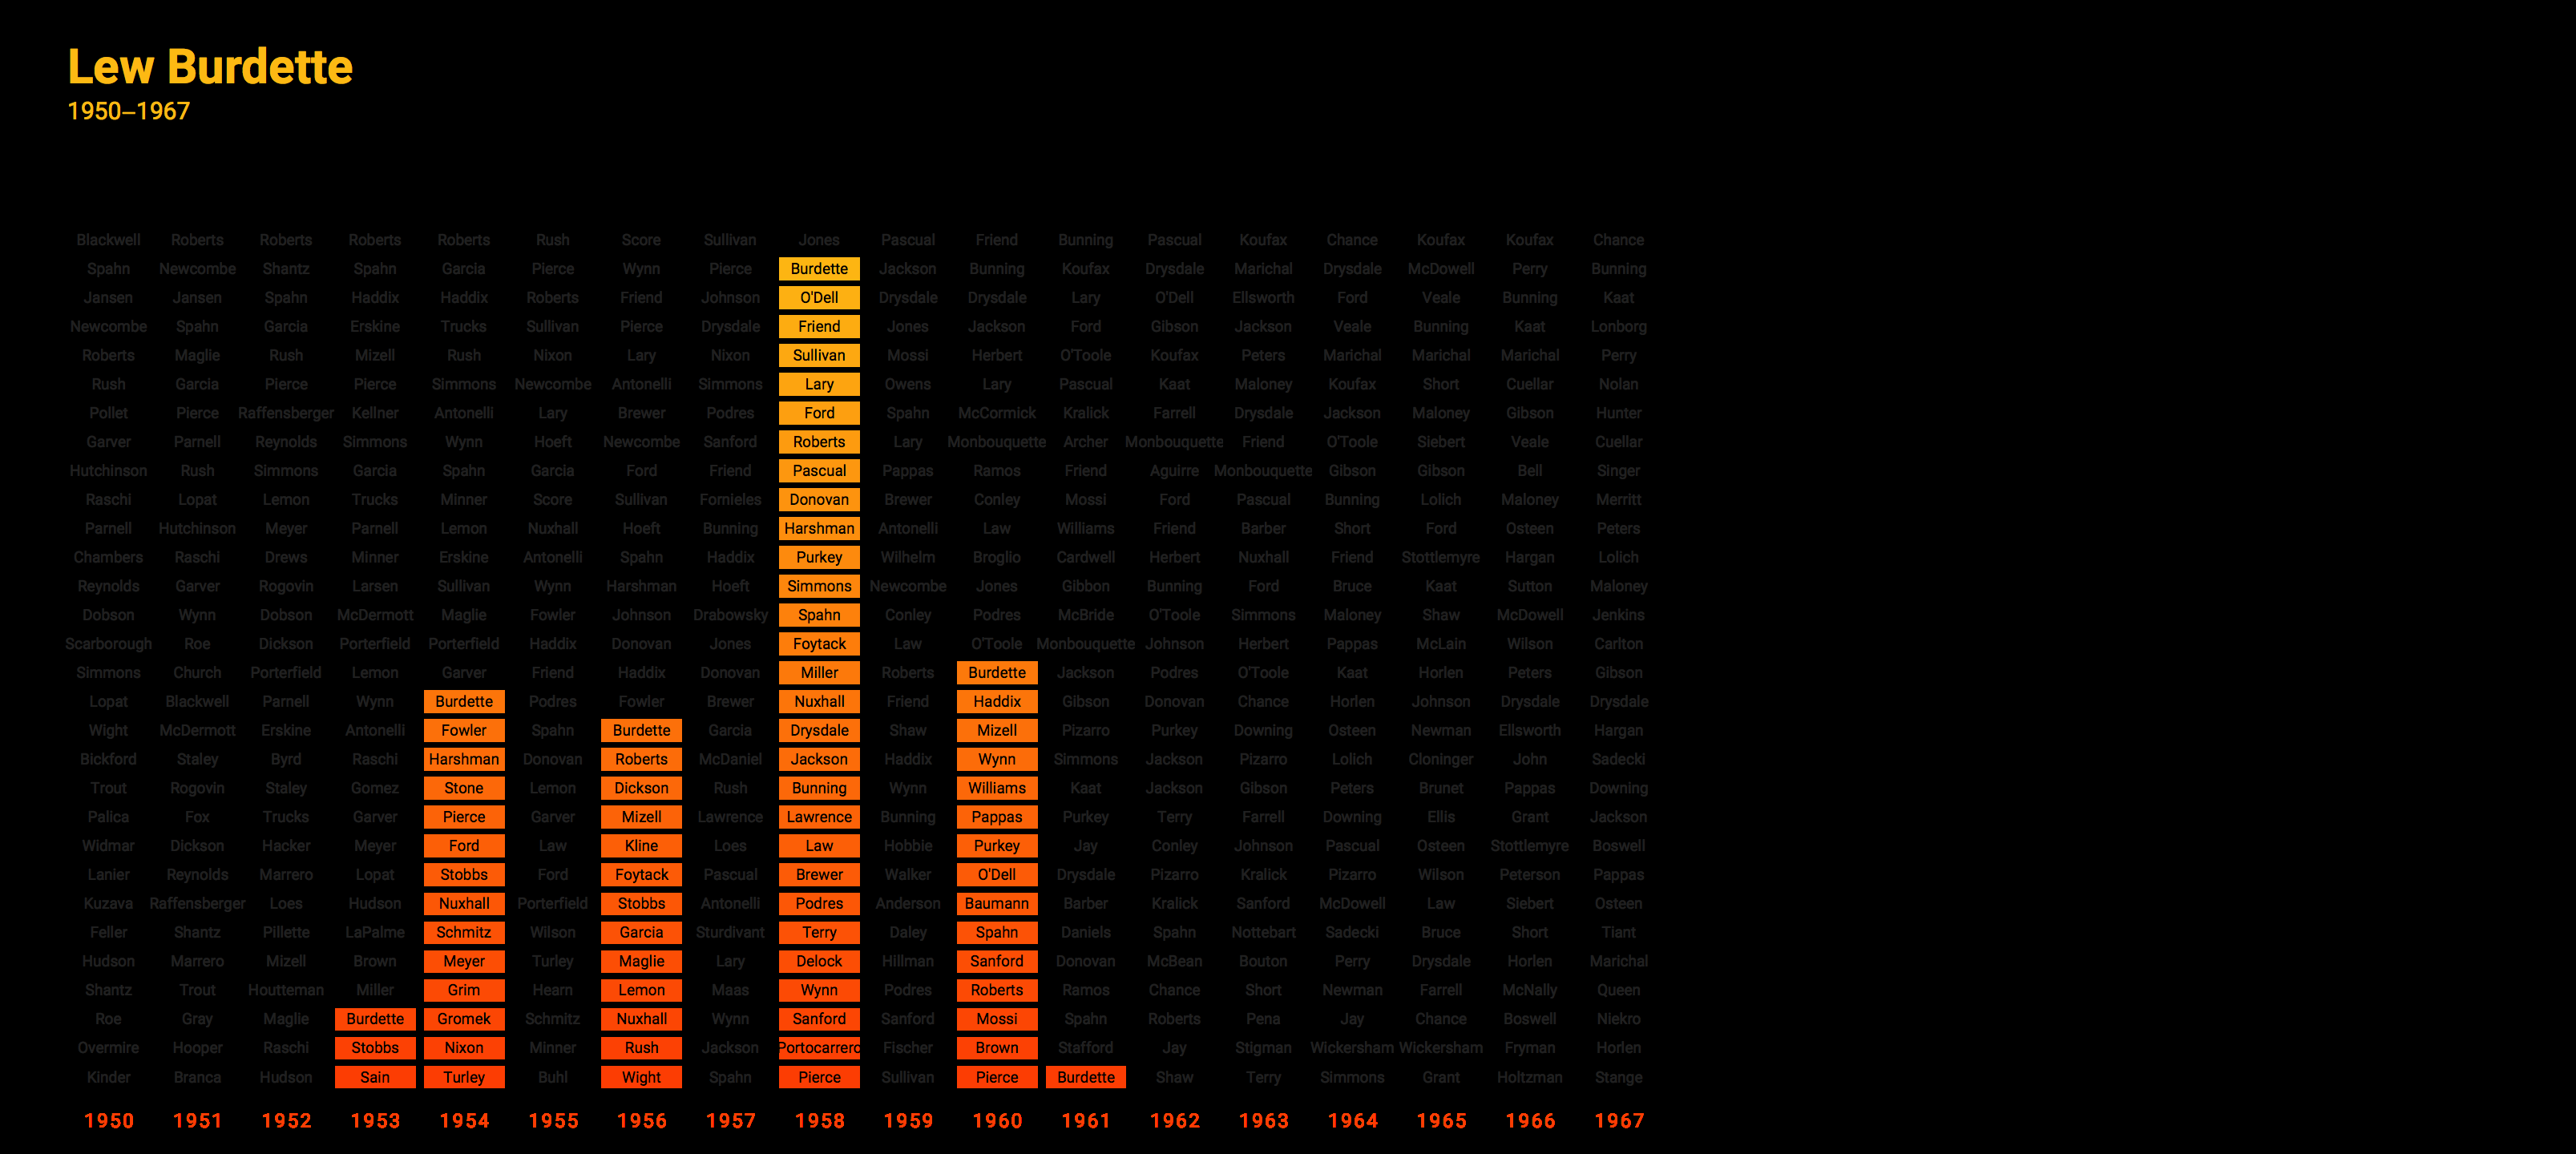 Lew Burdette
1950–1967
Blackwell Roberts Roberts Roberts Roberts Rush Score Sullivan Jones Pascual Friend Bunning Pascual Koufax Chance Koufax Koufax Chance
Spahn Newcombe Shantz Spahn Garcia Pierce Wynn Pierce Burdette Jackson Bunning Koufax Drysdale Marichal Drysdale McDowell Perry Bunning
Jansen Jansen Spahn Haddix Haddix Roberts Friend Johnson O'Dell Drysdale Drysdale Lary O'Dell Ellsworth Ford Veale Bunning Kaat
Newcombe Spahn Garcia Erskine Trucks Sullivan Pierce Drysdale Friend Jones Jackson Ford Gibson Jackson Veale Bunning Kaat Lonborg
Roberts Maglie Rush Mizell Rush Nixon Lary Nixon Sullivan Mossi Herbert O'Toole Koufax Peters Marichal Marichal Marichal Perry
Rush Garcia Pierce Pierce Simmons Newcombe Antonelli Simmons Lary Owens Lary Pascual Kaat Maloney Koufax Short Cuellar Nolan
Pollet Pierce Raffensberger Kellner Antonelli Lary Brewer Podres Ford Spahn McCormick Kralick Farrell Drysdale Jackson Maloney Gibson Hunter
Garver Parnell Reynolds Simmons Wynn Hoeft Newcombe Sanford Roberts Lary Monbouquette Archer Monbouquette Friend O'Toole Siebert Veale Cuellar
Hutchinson Rush Simmons Garcia Spahn Garcia Ford Friend Pascual Pappas Ramos Friend Aguirre Monbouquette Gibson Gibson Bell Singer
Raschi Lopat Lemon Trucks Minner Score Sullivan Fornieles Donovan Brewer Conley Mossi Ford Pascual Bunning Lolich Maloney Merritt
Parnell Hutchinson Meyer Parnell Lemon Nuxhall Hoeft Bunning Harshman Antonelli Law Williams Friend Barber Short Ford Osteen Peters
Chambers Raschi Drews Minner Erskine Antonelli Spahn Haddix Purkey Wilhelm Broglio Cardwell Herbert Nuxhall Friend Stottlemyre Hargan Lolich
Reynolds Garver Rogovin Larsen Sullivan Wynn Harshman Hoeft Simmons Newcombe Jones Gibbon Bunning Ford Bruce Kaat Sutton Maloney
Dobson Wynn Dobson McDermott Maglie Fowler Johnson Drabowsky Spahn Conley Podres McBride O'Toole Simmons Maloney Shaw McDowell Jenkins
Scarborough Roe Dickson Porterfield Porterfield Haddix Donovan Jones Foytack Law O'Toole Monbouquette Johnson Herbert Pappas McLain Wilson Carlton
Simmons Church Porterfield Lemon Garver Friend Haddix Donovan Miller Roberts Burdette Jackson Podres O'Toole Kaat Horlen Peters Gibson
Lopat Blackwell Parnell Wynn Burdette Podres Fowler Brewer Nuxhall Friend Haddix Gibson Donovan Chance Horlen Johnson Drysdale Drysdale
Wight McDermott Erskine Antonelli Fowler Spahn Burdette Garcia Drysdale Shaw Mizell Pizarro Purkey Downing Osteen Newman Ellsworth Hargan
Bickford Staley Byrd Raschi Harshman Donovan Roberts McDaniel Jackson Haddix Wynn Simmons Jackson Pizarro Lolich Cloninger John Sadecki
Trout Rogovin Staley Gomez Stone Lemon Dickson Rush Bunning Wynn Williams Kaat Jackson Gibson Peters Brunet Pappas Downing
Palica Fox Trucks Garver Pierce Garver Mizell Lawrence Lawrence Bunning Pappas Purkey Terry Farrell Downing Ellis Grant Jackson
Widmar Dickson Hacker Meyer Ford Law Kline Loes Law Hobbie Purkey Jay Conley Johnson Pascual Osteen Stottlemyre Boswell
Lanier Reynolds Marrero Lopat Stobbs Ford Foytack Pascual Brewer Walker O'Dell Drysdale Pizarro Kralick Pizarro Wilson Peterson Pappas
Kuzava Raffensberger Loes Hudson Nuxhall Porterfield Stobbs Antonelli Podres Anderson Baumann Barber Kralick Sanford McDowell Law Siebert Osteen
Feller Shantz Pillette LaPalme Schmitz Wilson Garcia Sturdivant Terry Daley Spahn Daniels Spahn Nottebart Sadecki Bruce Short Tiant
Hudson Marrero Mizell Brown Meyer Turley Maglie Lary Delock Hillman Sanford Donovan McBean Bouton Perry Drysdale Horlen Marichal
Shantz Trout Houtteman Miller Grim Hearn Lemon Maas Wynn Podres Roberts Ramos Chance Short Newman Farrell McNally Queen
Roe Gray Maglie Burdette Gromek Schmitz Nuxhall Wynn Sanford Sanford Mossi Spahn Roberts Pena Jay Chance Boswell Niekro
Overmire Hooper Raschi Stobbs Nixon Minner Rush Jackson Portocarrero Fischer Brown Stafford Jay Stigman Wickersham Wickersham Fryman Horlen
Kinder Branca Hudson Sain Turley Buhl Wight Spahn Pierce Sullivan Pierce Burdette Shaw Terry Simmons Grant Holtzman Stange
1950 1951 1952 1953 1954 1955 1956 1957 1958 1959 1960 1961 1962 1963 1964 1965 1966 1967